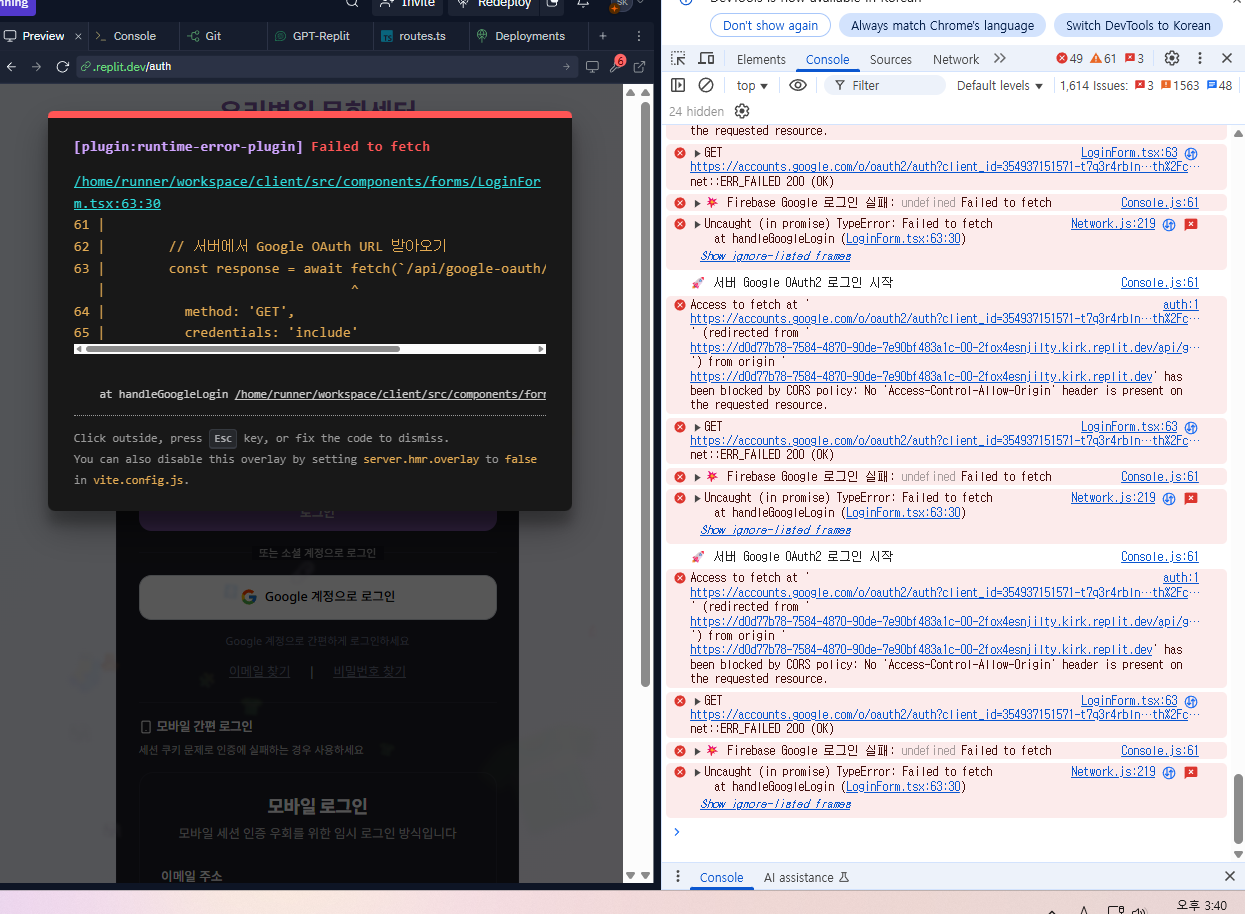 nning
Invite
Redeploy
SK
Preview
Console
Git
GPT-Replit
routes.ts
Deployments
.replit.dev/auth
6
우리병원 문화센터
[plugin:runtime-error-plugin] Failed to fetch
/home/runner/workspace/client/src/components/forms/LoginFor
m.tsx:63:30
61 |
62 | // 서버에서 Google OAuth URL 받아오기
63 | const response = await fetch(`/api/google-oauth/
| ^
64 | method: 'GET',
65 | credentials: 'include'
at handleGoogleLogin /home/runner/workspace/client/src/components/for
Click outside, press Esc key, or fix the code to dismiss.
You can also disable this overlay by setting server.hmr.overlay to false
in vite.config.js.
로그인
또는 소셜 계정으로 로그인
Google 계정으로 로그인
Google 계정으로 간편하게 로그인하세요
이메일 찾기 | 비밀번호 찾기
모바일 간편 로그인
세션 쿠키 문제로 인증에 실패하는 경우 사용하세요
모바일 로그인
모바일 세션 인증 우회를 위한 임시 로그인 방식입니다
이메일 주소
DevTools is now available in Korean
Don't show again
Always match Chrome's language
Switch DevTools to Korean
Elements
Console
Sources
Network
49
61
3
top
Filter
Default levels
1,614 Issues: 3 1563 48
24 hidden
the requested resource.
GET LoginForm.tsx:63
https://accounts.google.com/o/oauth2/auth?client_id=354937151571-t7q3r4rbln…th%2Fc…
net::ERR_FAILED 200 (OK)
Firebase Google 로그인 실패: undefined Failed to fetch Console.js:61
Uncaught (in promise) TypeError: Failed to fetch Network.js:219
at handleGoogleLogin (LoginForm.tsx:63:30)
Show ignore-listed frames
🚀 서버 Google OAuth2 로그인 시작 Console.js:61
Access to fetch at ' auth:1
https://accounts.google.com/o/oauth2/auth?client_id=354937151571-t7q3r4rbln…th%2Fc…
' (redirected from '
https://d0d77b78-7584-4870-90de-7e90bf483a1c-00-2fox4esnjilty.kirk.replit.dev/api/g…
') from origin '
https://d0d77b78-7584-4870-90de-7e90bf483a1c-00-2fox4esnjilty.kirk.replit.dev' has
been blocked by CORS policy: No 'Access-Control-Allow-Origin' header is present on
the requested resource.
GET LoginForm.tsx:63
https://accounts.google.com/o/oauth2/auth?client_id=354937151571-t7q3r4rbln…th%2Fc…
net::ERR_FAILED 200 (OK)
Firebase Google 로그인 실패: undefined Failed to fetch Console.js:61
Uncaught (in promise) TypeError: Failed to fetch Network.js:219
at handleGoogleLogin (LoginForm.tsx:63:30)
Show ignore-listed frames
🚀 서버 Google OAuth2 로그인 시작 Console.js:61
Access to fetch at ' auth:1
https://accounts.google.com/o/oauth2/auth?client_id=354937151571-t7q3r4rbln…th%2Fc…
' (redirected from '
https://d0d77b78-7584-4870-90de-7e90bf483a1c-00-2fox4esnjilty.kirk.replit.dev/api/g…
') from origin '
https://d0d77b78-7584-4870-90de-7e90bf483a1c-00-2fox4esnjilty.kirk.replit.dev' has
been blocked by CORS policy: No 'Access-Control-Allow-Origin' header is present on
the requested resource.
GET LoginForm.tsx:63
https://accounts.google.com/o/oauth2/auth?client_id=354937151571-t7q3r4rbln…th%2Fc…
net::ERR_FAILED 200 (OK)
Firebase Google 로그인 실패: undefined Failed to fetch Console.js:61
Uncaught (in promise) TypeError: Failed to fetch Network.js:219
at handleGoogleLogin (LoginForm.tsx:63:30)
Show ignore-listed frames
Console
AI assistance
오후 3:40